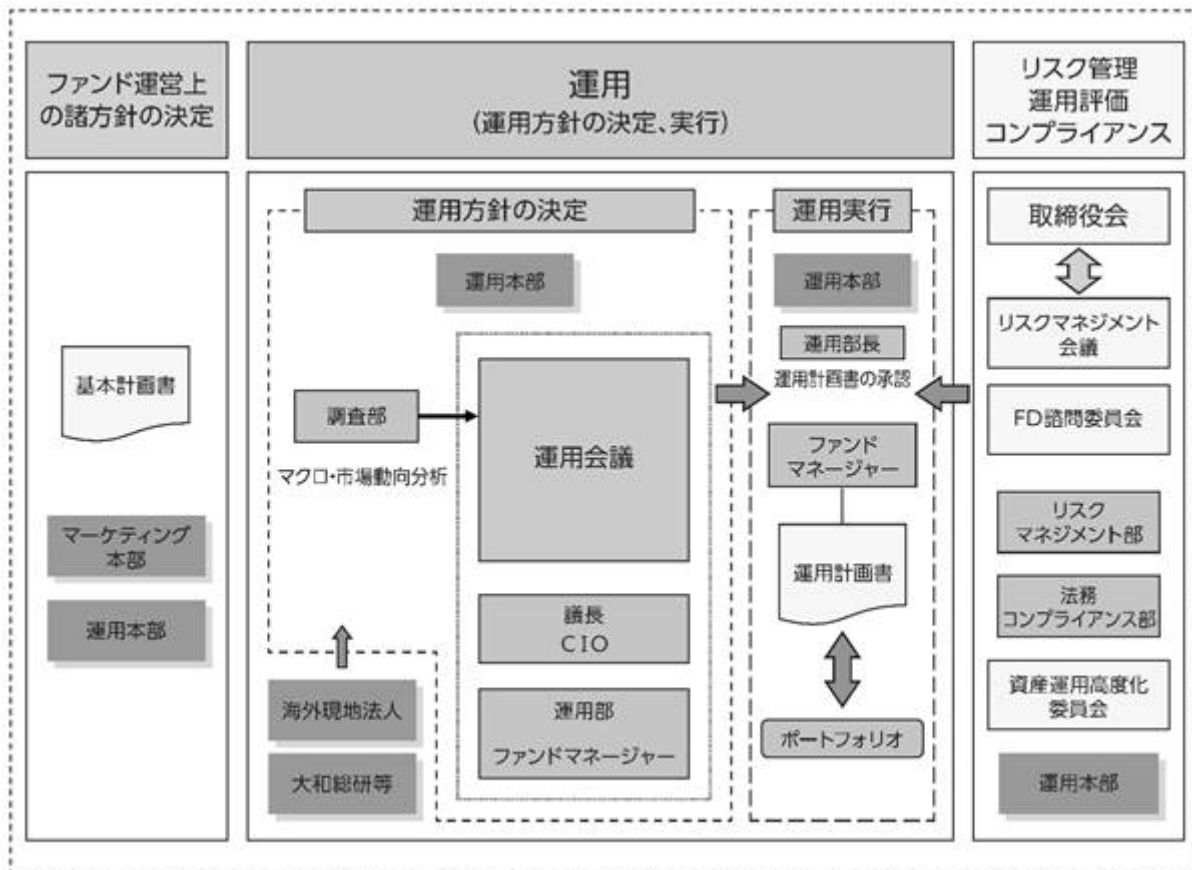 ファンド運営上
の諸方針の決定
運用
(運用方針の決定、実行)
リスク管理
運用評価
コンプライアンス
基本計画書
マーケティング
本部
運用本部
運用方針の決定
運用本部
調査部
マクロ・市場動向分析
運用会議
議長
CIO
運用部
ファンドマネージャー
海外現地法人
大和総研等
運用実行
運用本部
運用部長
運用計画書の承認
ファンド
マネージャー
運用計画書
ポートフォリオ
取締役会
リスクマネジメント
会議
FD諮問委員会
リスク
マネジメント部
法務
コンプライアンス部
資産運用高度化
委員会
運用本部